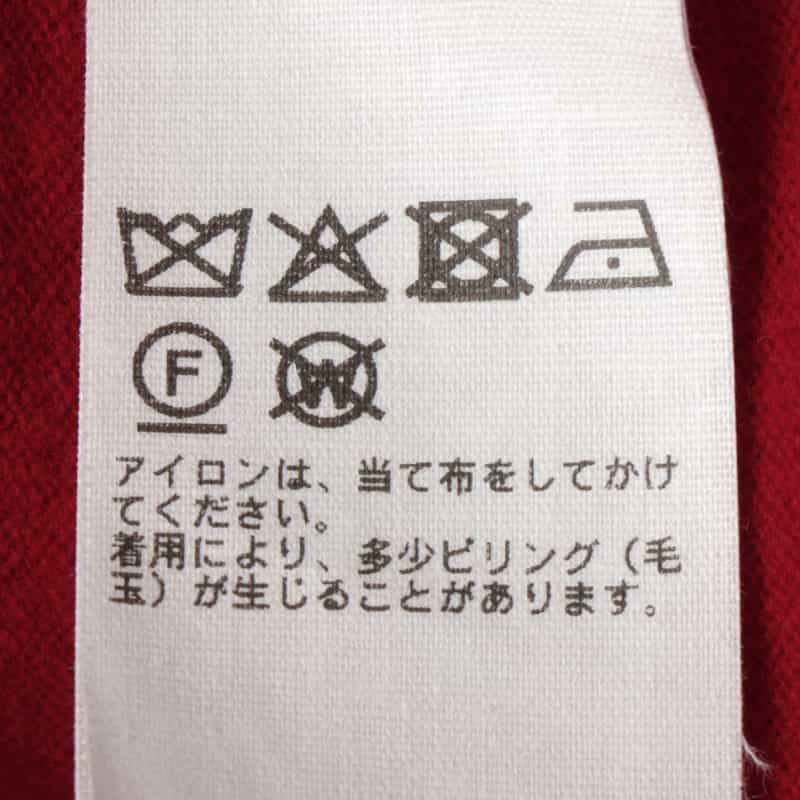 F W
アイロンは、当て布をしてかけ
てください。
着用により、多少ピリング（毛
玉）が生じることがあります。